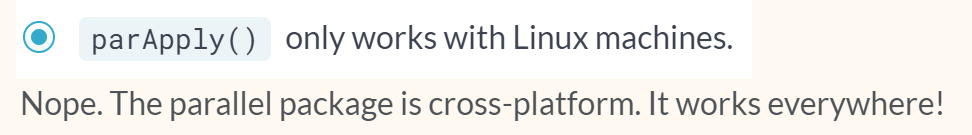 parApply() only works with Linux machines.
Nope. The parallel package is cross-platform. It works everywhere!